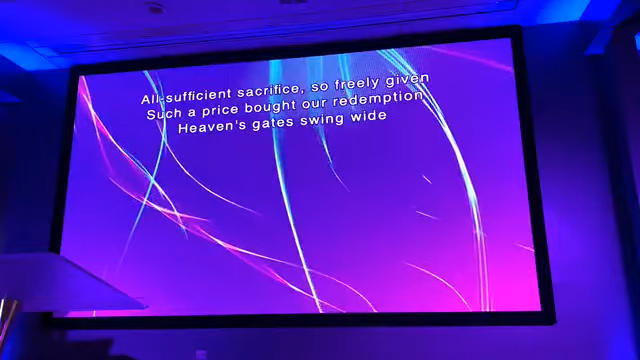 All-sufficient sacrifice, so freely given
Such a price bought our redemption
Heaven's gates swing wide